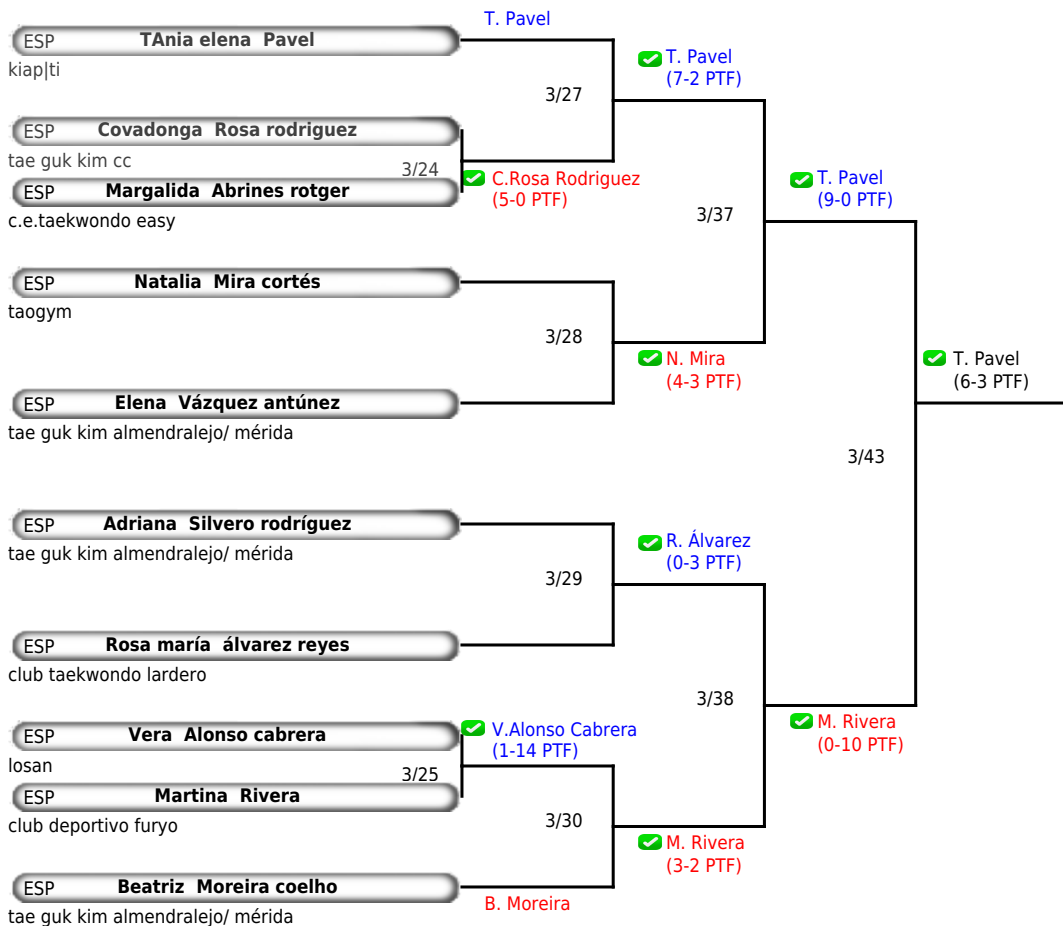 T. Pavel
ESP TAnia elena Pavel
kiap|ti
T. Pavel
(7-2 PTF)
3/27
ESP Covadonga Rosa rodriguez
tae guk kim cc
3/24
C.Rosa Rodriguez
(5-0 PTF)
ESP Margalida Abrines rotger
c.e.taekwondo easy
T. Pavel
(9-0 PTF)
3/37
ESP Natalia Mira cortés
taogym
3/28
N. Mira
(4-3 PTF)
T. Pavel
(6-3 PTF)
ESP Elena Vázquez antúnez
tae guk kim almendralejo/ mérida
3/43
ESP Adriana Silvero rodríguez
tae guk kim almendralejo/ mérida
R. Álvarez
(0-3 PTF)
3/29
ESP Rosa maría álvarez reyes
club taekwondo lardero
3/38
M. Rivera
(0-10 PTF)
ESP Vera Alonso cabrera
losan
V.Alonso Cabrera
(1-14 PTF)
3/25
ESP Martina Rivera
club deportivo furyo
3/30
M. Rivera
(3-2 PTF)
ESP Beatriz Moreira coelho
tae guk kim almendralejo/ mérida
B. Moreira